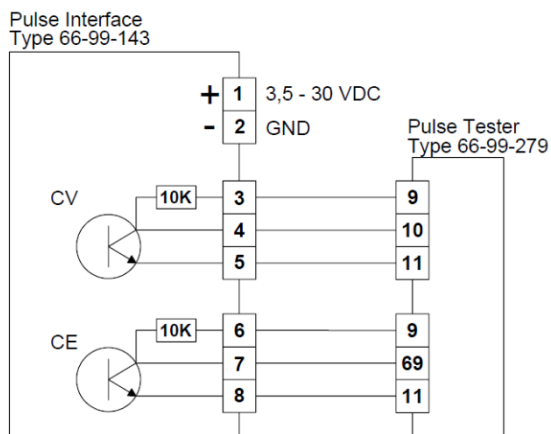 Pulse Interface
Type 66-99-143
+ 1 3,5 - 30 VDC
- 2 GND
Pulse Tester
Type 66-99-279
CV 10K 3 9
4 10
5 11
CE 10K 6 9
7 69
8 11